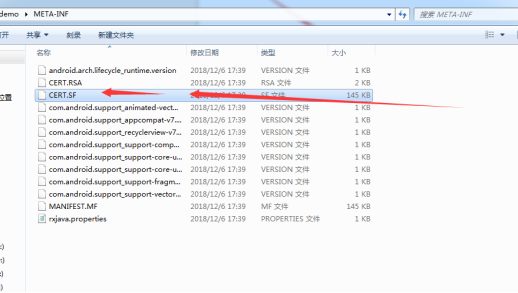 demo ▸ META-INF
搜索 META-INF
打开 共享 ▾ 刻录 新建文件夹
名称 修改日期 类型 大小
android.arch.lifecycle_runtime.version 2018/12/6 17:39 VERSION 文件 1 KB
CERT.RSA 2018/12/6 17:39 RSA 文件 2 KB
CERT.SF 2018/12/6 17:39 SF 文件 145 KB
com.android.support_animated-vect... 2018/12/6 17:39 VERSION 文件 1 KB
com.android.support_appcompat-v7.... 2018/12/6 17:39 VERSION 文件 1 KB
com.android.support_recyclerview-v7... 2018/12/6 17:39 VERSION 文件 1 KB
com.android.support_support-comp... 2018/12/6 17:39 VERSION 文件 1 KB
com.android.support_support-core-u... 2018/12/6 17:39 VERSION 文件 1 KB
com.android.support_support-core-u... 2018/12/6 17:39 VERSION 文件 1 KB
com.android.support_support-fragm... 2018/12/6 17:39 VERSION 文件 1 KB
com.android.support_support-vector... 2018/12/6 17:39 VERSION 文件 1 KB
MANIFEST.MF 2018/12/6 17:39 MF 文件 145 KB
rxjava.properties 2018/12/6 17:39 PROPERTIES 文件 1 KB
位置